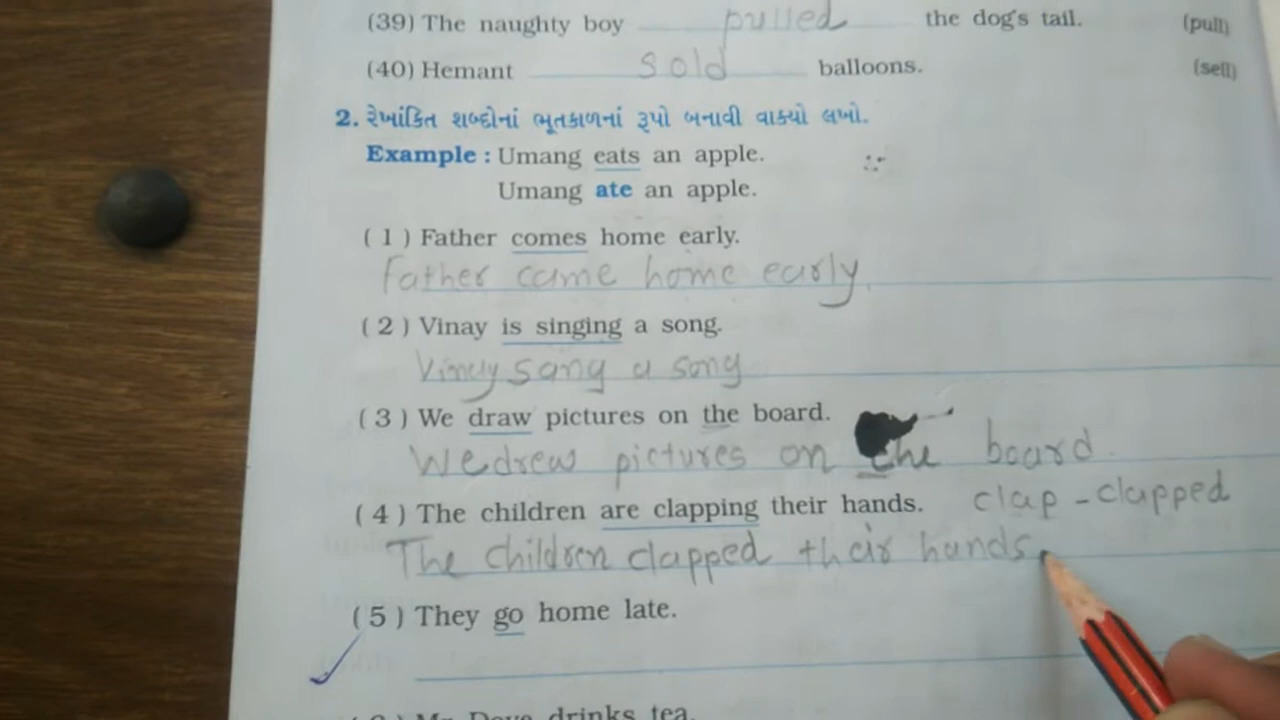 (39) The naughty boy pulled the dog's tail. (pull)
(40) Hemant sold balloons. (sell)
2. રેખાંકિત શબ્દોનાં ભૂતકાળનાં રૂપો બનાવી વાક્યો લખો.
Example : Umang eats an apple.
Umang ate an apple.
( 1 ) Father comes home early.
Father came home early.
( 2 ) Vinay is singing a song.
Vinay sang a song
( 3 ) We draw pictures on the board.
We drew pictures on the board.
( 4 ) The children are clapping their hands. clap - clapped
The children clapped their hands.
( 5 ) They go home late.
drinks tea.